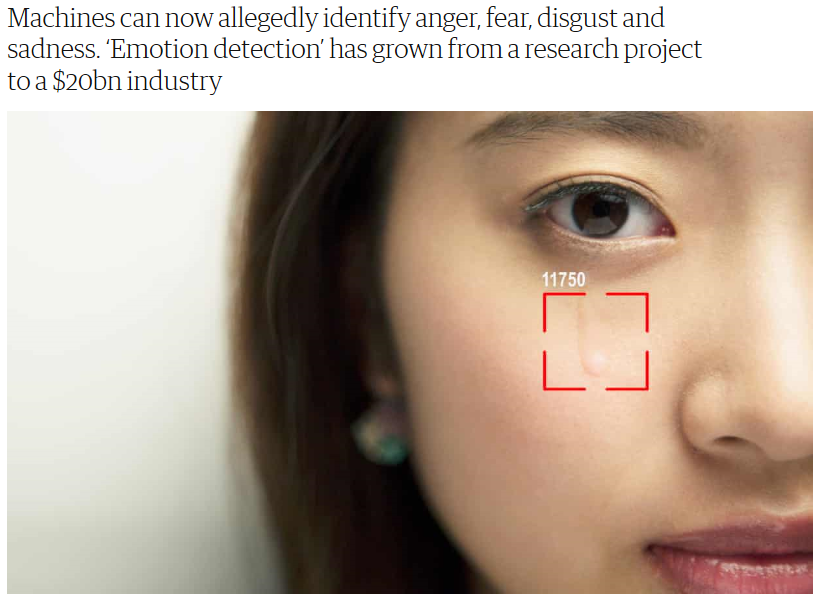 Machines can now allegedly identify anger, fear, disgust and
sadness. ‘Emotion detection’ has grown from a research project
to a $20bn industry
11750